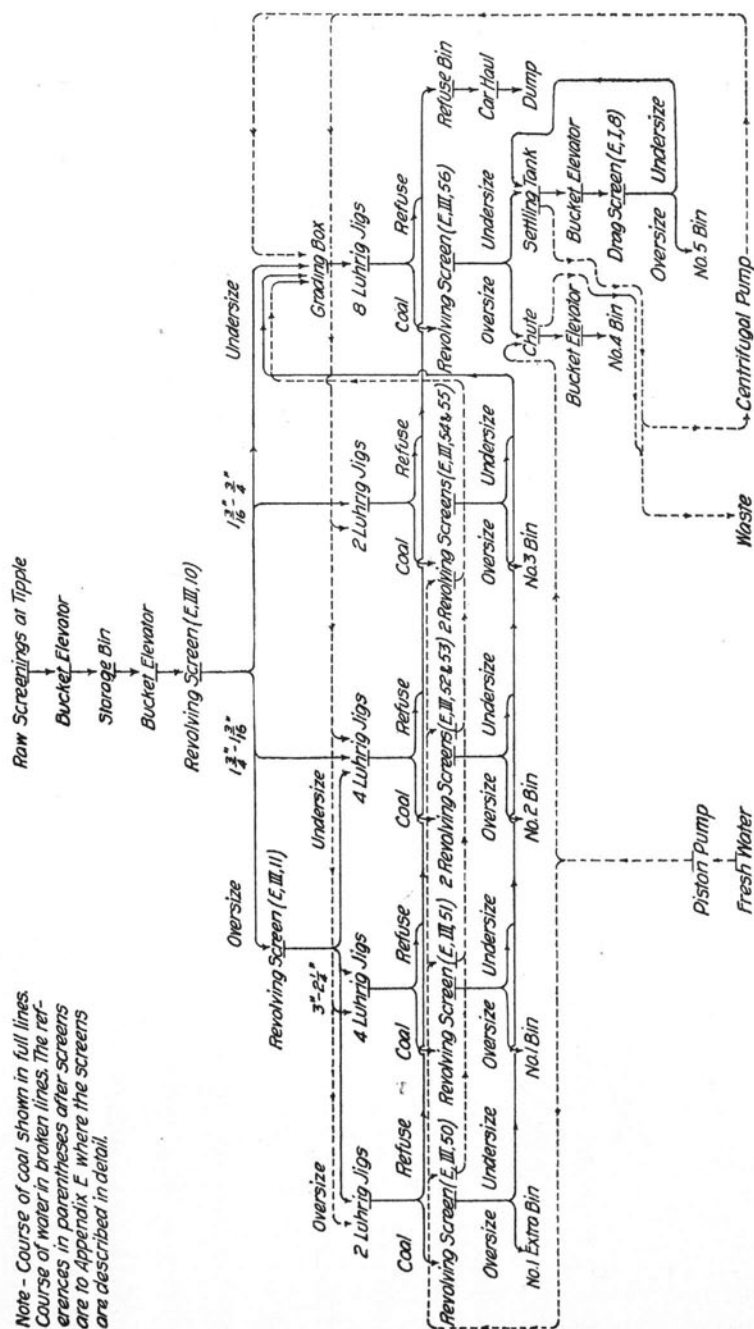 Note - Course of coal shown in full lines.
Course of water in broken lines. The ref-
erences in parentheses after screens
are to Appendix E where the screens
are described in detail.
Raw Screenings at Tipple
Bucket Elevator
Storage Bin
Bucket Elevator
Revolving Screen (E, III, 10)
Oversize
1 3/4" - 1 3/16"
1 3/16" - 3/4"
Undersize
Revolving Screen (E, III, 11)
Oversize
3" - 2 1/4"
Undersize
Grading Box
2 Luhrig Jigs
4 Luhrig Jigs
4 Luhrig Jigs
2 Luhrig Jigs
8 Luhrig Jigs
Coal
Refuse
Coal
Refuse
Coal
Refuse
Coal
Refuse
Coal
Refuse
Revolving Screen (E, III, 50)
Revolving Screen (E, III, 51)
2 Revolving Screens (E, III, 52 & 53)
2 Revolving Screens (E, III, 54 & 55)
Revolving Screen (E, III, 56)
Refuse Bin
Car Haul
Dump
Oversize
Undersize
Oversize
Undersize
Oversize
Undersize
Oversize
Undersize
Oversize
Undersize
No. 1 Extra Bin
No. 1 Bin
No. 2 Bin
No. 3 Bin
Chute
Bucket Elevator
No. 4 Bin
Settling Tank
Bucket Elevator
Drag Screen (E, I, 8)
Oversize
Undersize
No. 5 Bin
Piston Pump
Fresh Water
Waste
Centrifugal Pump